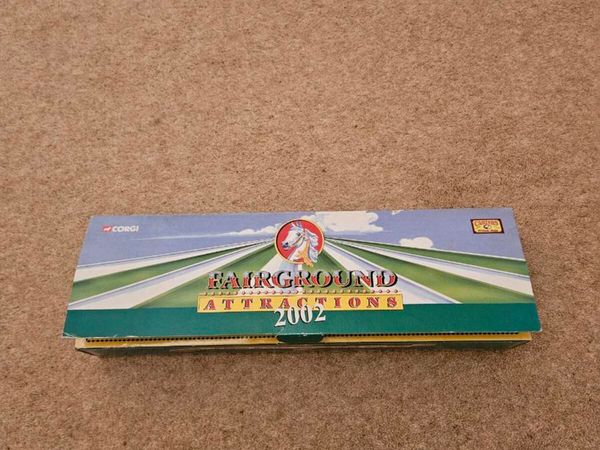 CORGI
FAIRGROUND
ATTRACTIONS
2002